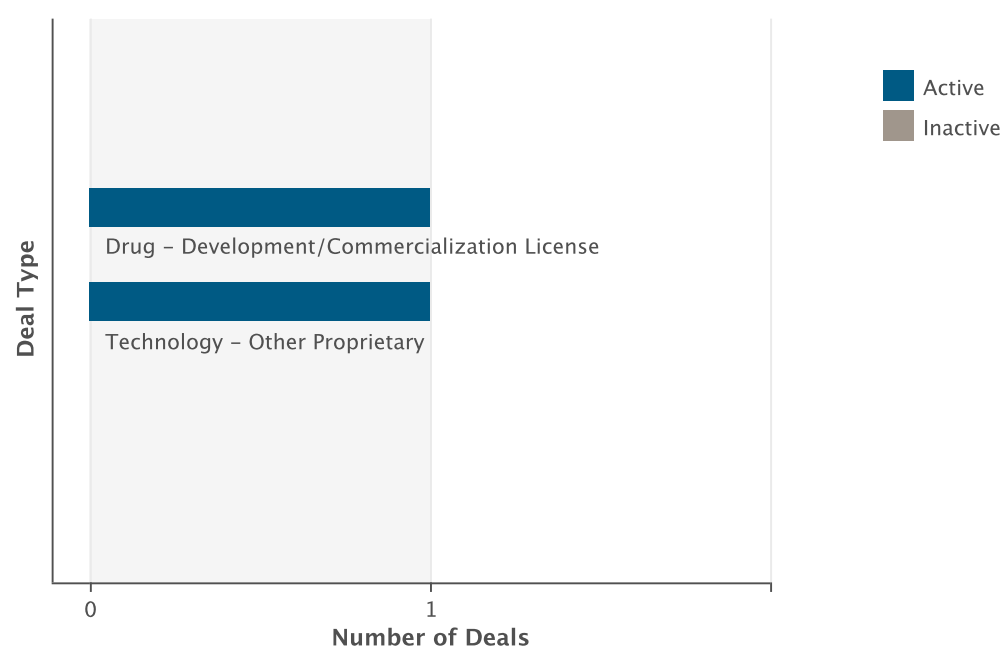 Active
Inactive
Drug – Development/Commercialization License
Technology – Other Proprietary
Deal Type
0
1
Number of Deals